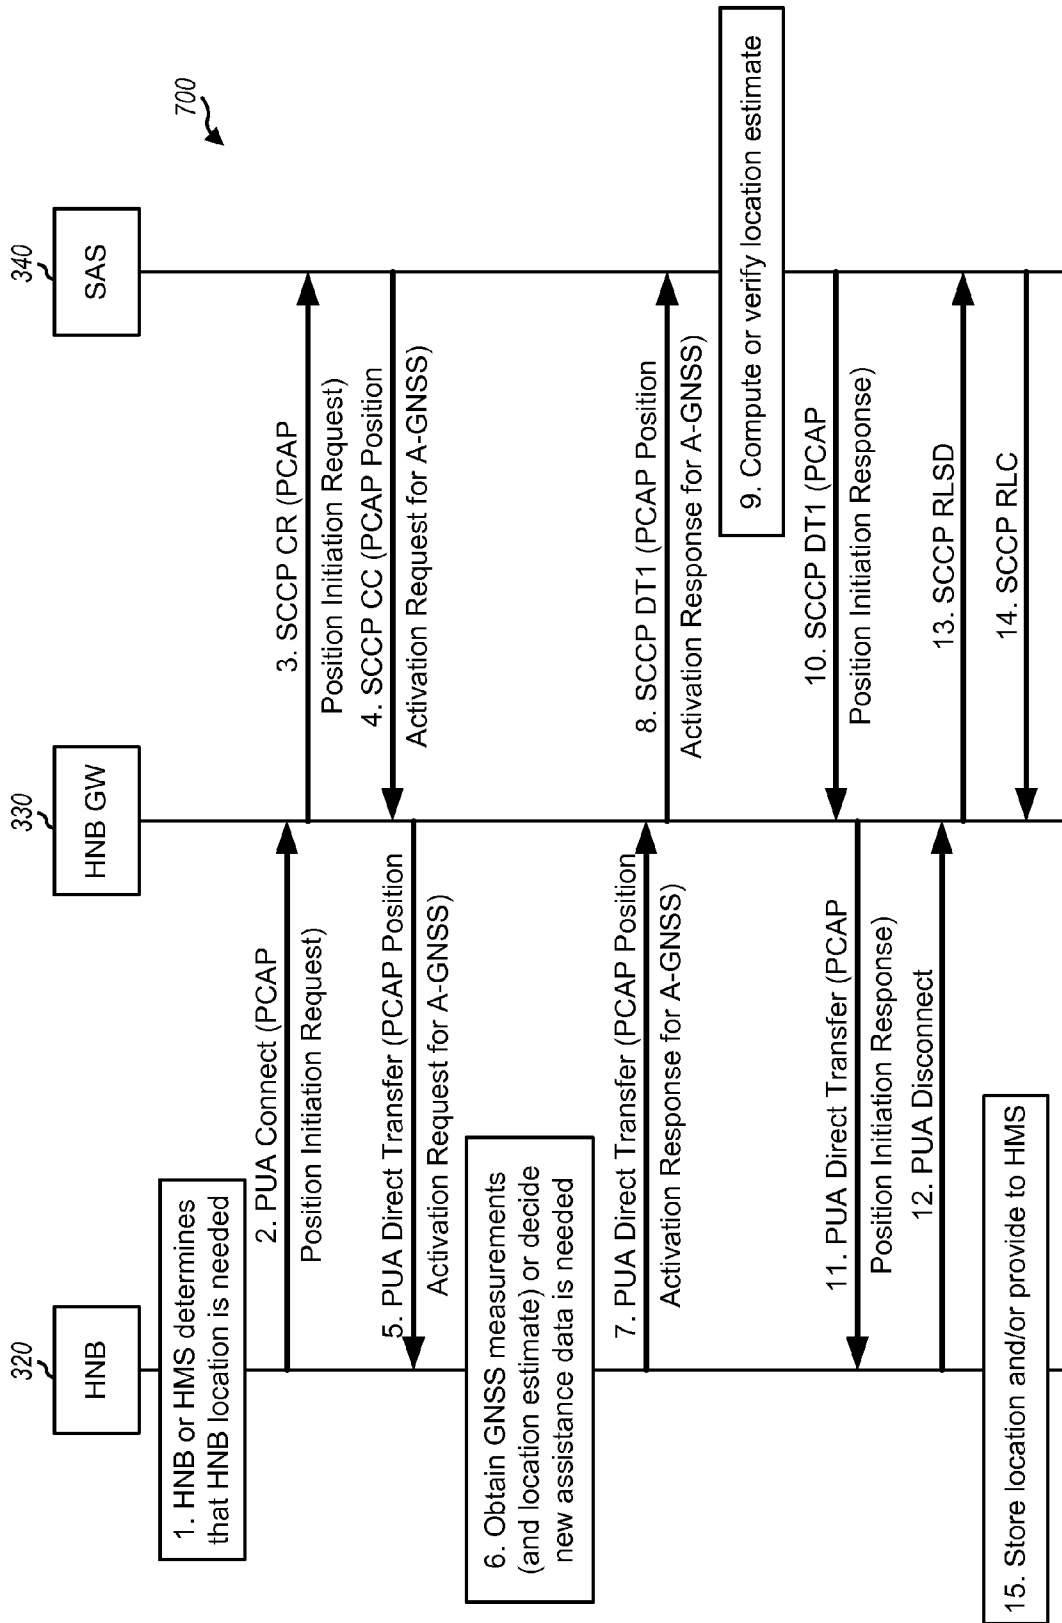 700
320
330
340
HNB
HNB GW
SAS
1. HNB or HMS determines
that HNB location is needed
2. PUA Connect (PCAP
Position Initiation Request)
3. SCCP CR (PCAP
Position Initiation Request)
4. SCCP CC (PCAP Position
Activation Request for A-GNSS)
5. PUA Direct Transfer (PCAP Position
Activation Request for A-GNSS)
6. Obtain GNSS measurements
(and location estimate) or decide
new assistance data is needed
7. PUA Direct Transfer (PCAP Position
Activation Response for A-GNSS)
8. SCCP DT1 (PCAP Position
Activation Response for A-GNSS)
9. Compute or verify location estimate
10. SCCP DT1 (PCAP
Position Initiation Response)
11. PUA Direct Transfer (PCAP
Position Initiation Response)
12. PUA Disconnect
13. SCCP RLSD
14. SCCP RLC
15. Store location and/or provide to HMS